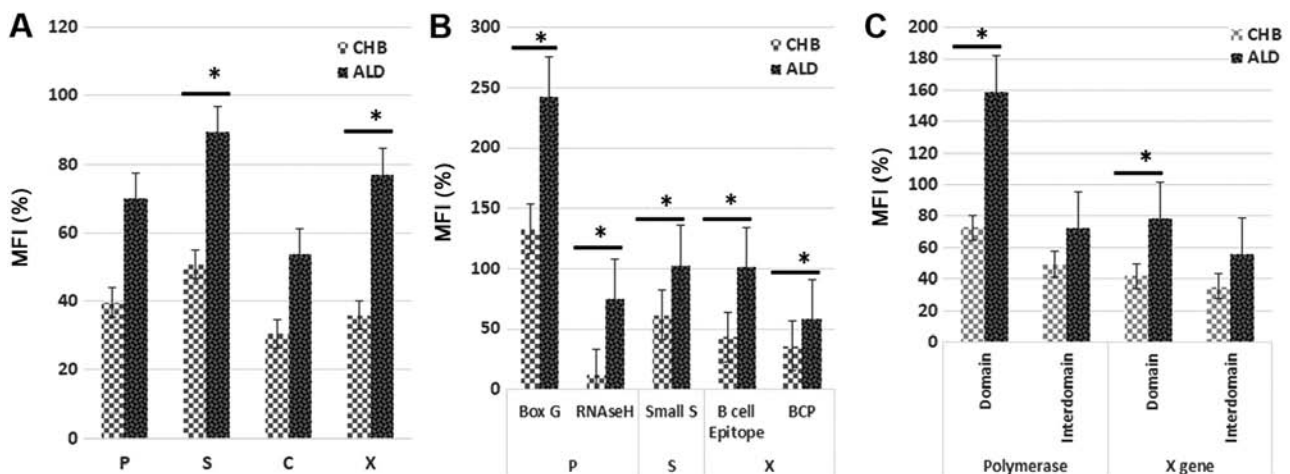 A
MFI (%)
120
100
80
60
40
20
0
CHB
ALD
*
*
P S C X
B
MFI (%)
300
250
200
150
100
50
0
CHB
ALD
*
*
*
*
*
Box G RNAseH Small S B cell BCP
Epitope
P S X
C
MFI (%)
200
180
160
140
120
100
80
60
40
20
0
CHB
ALD
*
*
Domain
Interdomain
Domain
Interdomain
Polymerase X gene